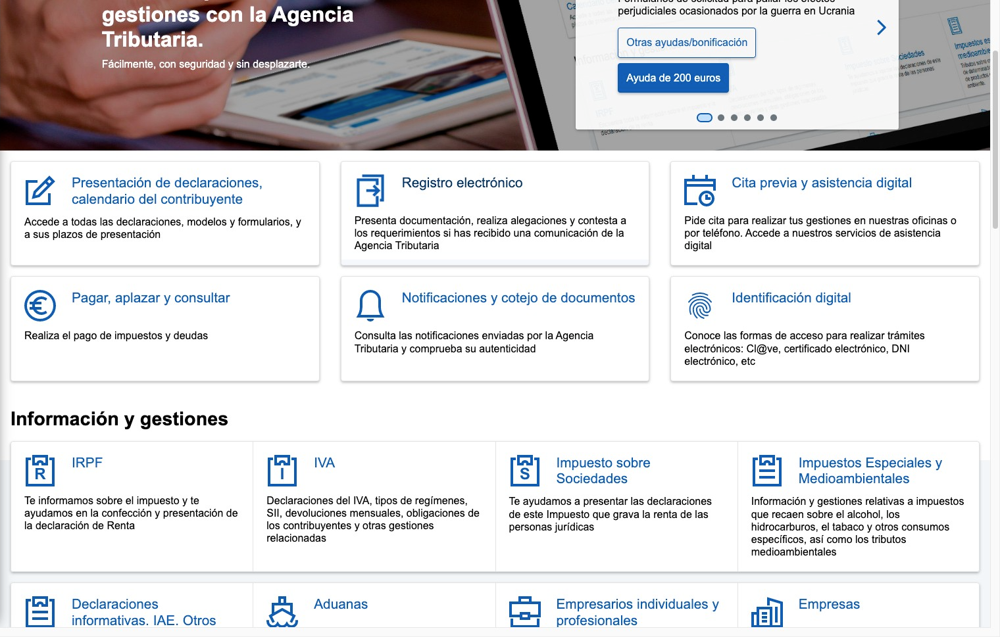 gestiones con la Agencia
Tributaria.
Fácilmente, con seguridad y sin desplazarte.
perjudiciales ocasionados por la guerra en Ucrania
Otras ayudas/bonificación
Ayuda de 200 euros
Presentación de declaraciones,
calendario del contribuyente
Accede a todas las declaraciones, modelos y formularios, y
a sus plazos de presentación
Registro electrónico
Presenta documentación, realiza alegaciones y contesta a
los requerimientos si has recibido una comunicación de la
Agencia Tributaria
Cita previa y asistencia digital
Pide cita para realizar tus gestiones en nuestras oficinas o
por teléfono. Accede a nuestros servicios de asistencia
digital
Pagar, aplazar y consultar
Realiza el pago de impuestos y deudas
Notificaciones y cotejo de documentos
Consulta las notificaciones enviadas por la Agencia
Tributaria y comprueba su autenticidad
Identificación digital
Conoce las formas de acceso para realizar trámites
electrónicos: Cl@ve, certificado electrónico, DNI
electrónico, etc
Información y gestiones
R
IRPF
Te informamos sobre el impuesto y te
ayudamos en la confección y presentación de
la declaración de Renta
I
IVA
Declaraciones del IVA, tipos de regímenes,
SII, devoluciones mensuales, obligaciones de
los contribuyentes y otras gestiones
relacionadas
S
Impuesto sobre
Sociedades
Te ayudamos a presentar las declaraciones
de este Impuesto que grava la renta de las
personas jurídicas
Impuestos Especiales y
Medioambientales
Información y gestiones relativas a impuestos
que recaen sobre el alcohol, los
hidrocarburos, el tabaco y otros consumos
específicos, así como los tributos
medioambientales
Declaraciones
informativas. IAE. Otros
Aduanas
Empresarios individuales y
profesionales
Empresas